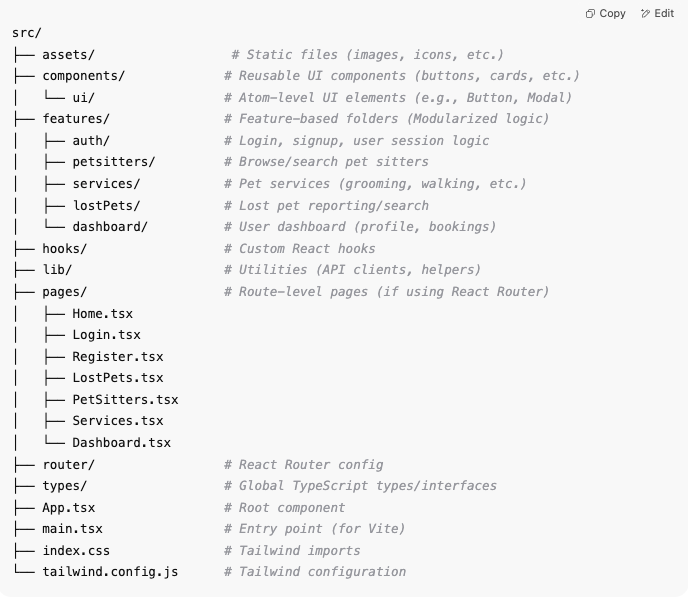 Copy Edit
src/
├── assets/ # Static files (images, icons, etc.)
├── components/ # Reusable UI components (buttons, cards, etc.)
│   └── ui/ # Atom-level UI elements (e.g., Button, Modal)
├── features/ # Feature-based folders (Modularized logic)
│   ├── auth/ # Login, signup, user session logic
│   ├── petsitters/ # Browse/search pet sitters
│   ├── services/ # Pet services (grooming, walking, etc.)
│   ├── lostPets/ # Lost pet reporting/search
│   └── dashboard/ # User dashboard (profile, bookings)
├── hooks/ # Custom React hooks
├── lib/ # Utilities (API clients, helpers)
├── pages/ # Route-level pages (if using React Router)
│   ├── Home.tsx
│   ├── Login.tsx
│   ├── Register.tsx
│   ├── LostPets.tsx
│   ├── PetSitters.tsx
│   ├── Services.tsx
│   └── Dashboard.tsx
├── router/ # React Router config
├── types/ # Global TypeScript types/interfaces
├── App.tsx # Root component
├── main.tsx # Entry point (for Vite)
├── index.css # Tailwind imports
└── tailwind.config.js # Tailwind configuration